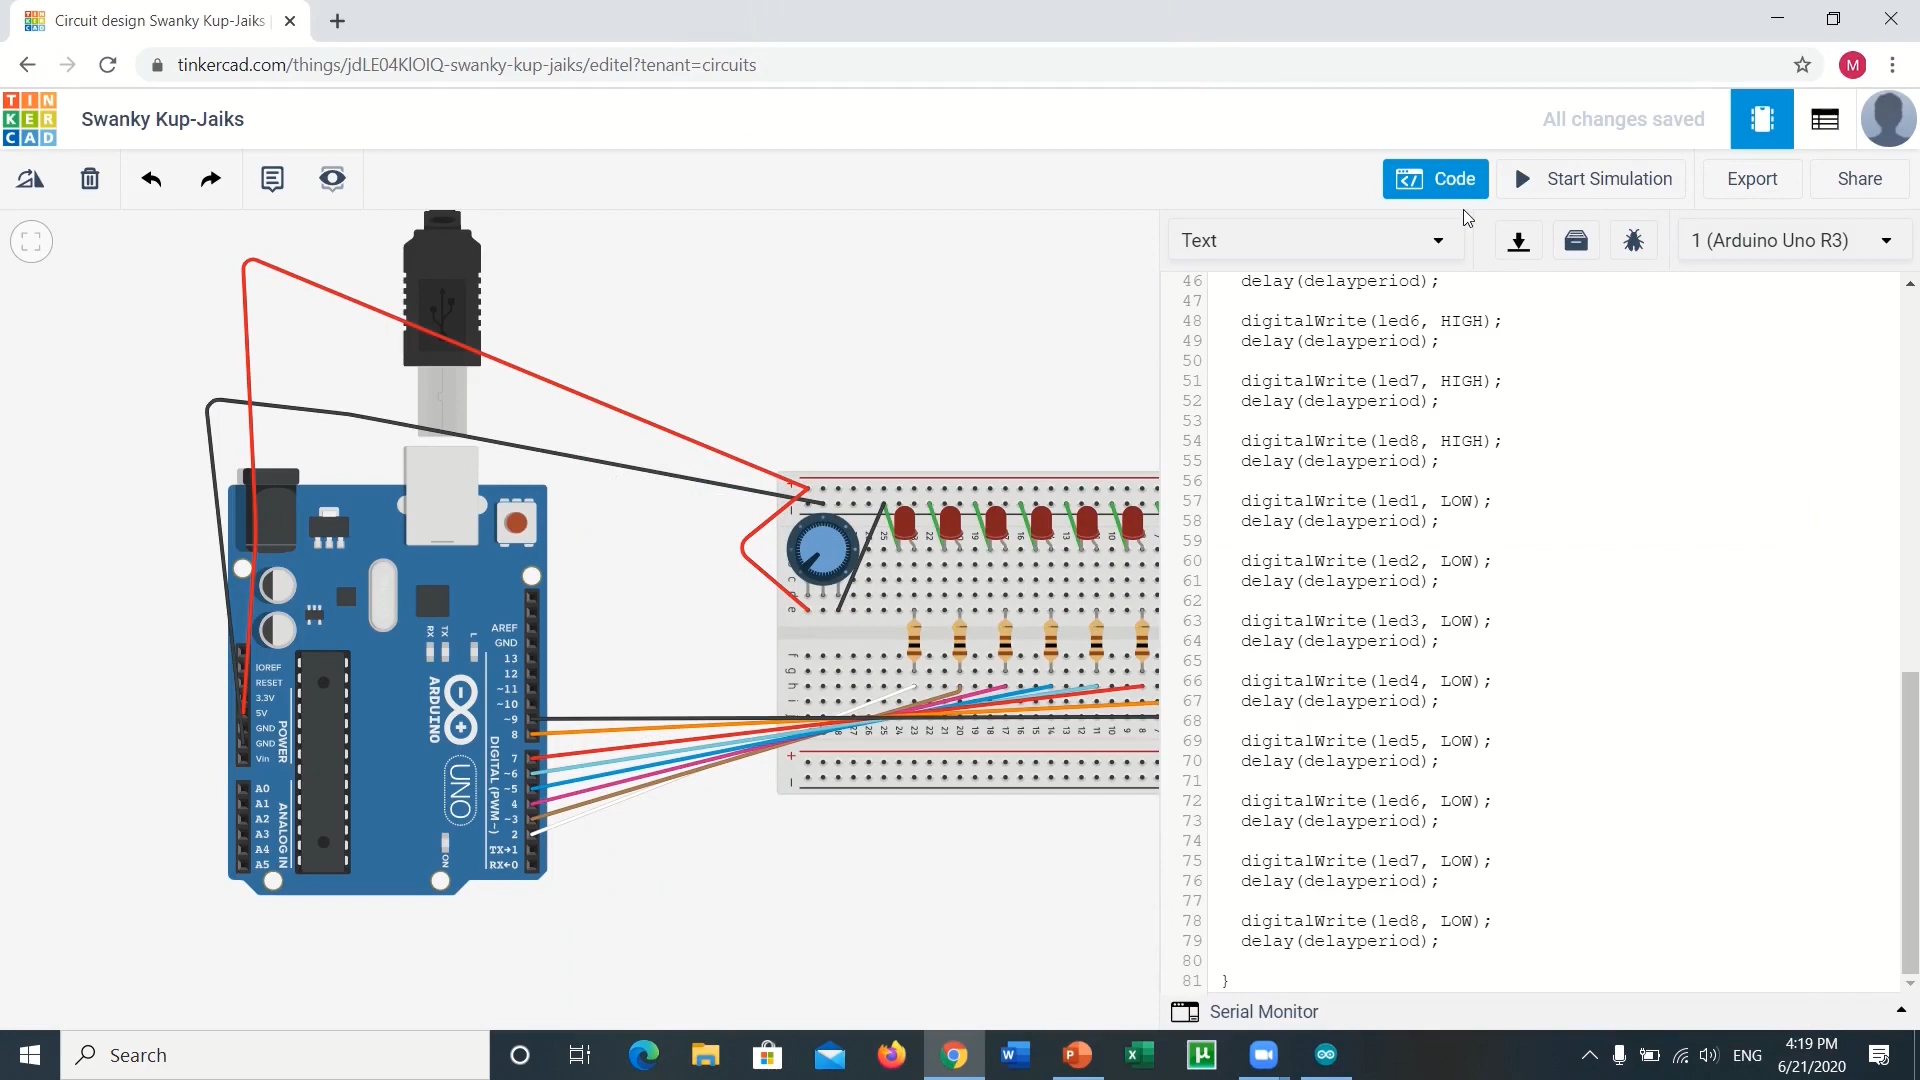 Circuit design Swanky Kup-Jaiks |
tinkercad.com/things/jdLE04KlOIQ-swanky-kup-jaiks/editel?tenant=circuits
M
TIN
KER
CAD
Swanky Kup-Jaiks
All changes saved
Code
Start Simulation
Export
Share
Text
1 (Arduino Uno R3)
46 delay(delayperiod);
47
48 digitalWrite(led6, HIGH);
49 delay(delayperiod);
50
51 digitalWrite(led7, HIGH);
52 delay(delayperiod);
53
54 digitalWrite(led8, HIGH);
55 delay(delayperiod);
56
57 digitalWrite(led1, LOW);
58 delay(delayperiod);
59
60 digitalWrite(led2, LOW);
61 delay(delayperiod);
62
63 digitalWrite(led3, LOW);
64 delay(delayperiod);
65
66 digitalWrite(led4, LOW);
67 delay(delayperiod);
68
69 digitalWrite(led5, LOW);
70 delay(delayperiod);
71
72 digitalWrite(led6, LOW);
73 delay(delayperiod);
74
75 digitalWrite(led7, LOW);
76 delay(delayperiod);
77
78 digitalWrite(led8, LOW);
79 delay(delayperiod);
80
81 }
Serial Monitor
IOREF
RESET
3.3V
5V
GND
GND
Vin
POWER
A0
A1
A2
A3
A4
A5
ANALOG IN
RX
TX
L
ARDUINO
UNO
ON
AREF
GND
13
12
~11
~10
~9
8
7
~6
~5
4
~3
2
TX→1
RX←0
DIGITAL (PWM~)
Search
ENG
4:19 PM
6/21/2020